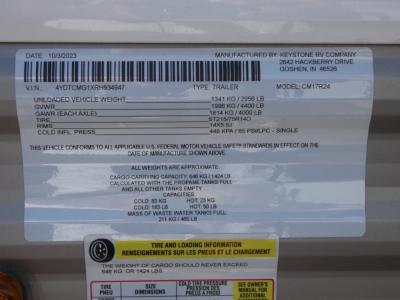 DATE: 10/3/2023
MANUFACTURED BY: KEYSTONE RV COMPANY
2642 HACKBERRY DRIVE
GOSHEN, IN 46526
V.I.N. 4YDTCMG1XRH934947 TYPE: TRAILER MODEL: CM17R24
UNLOADED VEHICLE WEIGHT 1341 KG / 2956 LB
GVWR 1996 KG / 4400 LB
GAWR (EACH AXLE) 1814 KG / 4000 LB
TIRE ST215/75R14D
RIMS 14X5.5J
COLD INFL. PRESS 448 KPA / 65 PSI/LPC - SINGLE
THIS VEHICLE CONFORMS TO ALL APPLICABLE U.S. FEDERAL MOTOR VEHICLE SAFETY STANDARDS IN EFFECT ON THE
DATE OF MANUFACTURE SHOWN ABOVE.
ALL WEIGHTS ARE APPROXIMATE.
CARGO CARRYING CAPACITY: 646 KG / 1424 LB
CALCULATED WITH THE PROPANE TANKS FULL
AND ALL OTHER TANKS EMPTY
CAPACITIES
COLD: 83 KG HOT: 23 KG
COLD: 183 LB HOT: 50 LB
MASS OF WASTE WATER TANKS FULL:
211 KG / 465 LB
TIRE AND LOADING INFORMATION
RENSEIGNEMENTS SUR LES PNEUS ET LE CHARGEMENT
THE WEIGHT OF CARGO SHOULD NEVER EXCEED
646 KG OR 1424 LBS.
TIRE
SIZE
DIMENSIONS
COLD TIRE PRESSURE
PRESSION DES
PNEUS A FROID
SEE OWNER'S
MANUAL FOR
ADDITIONAL